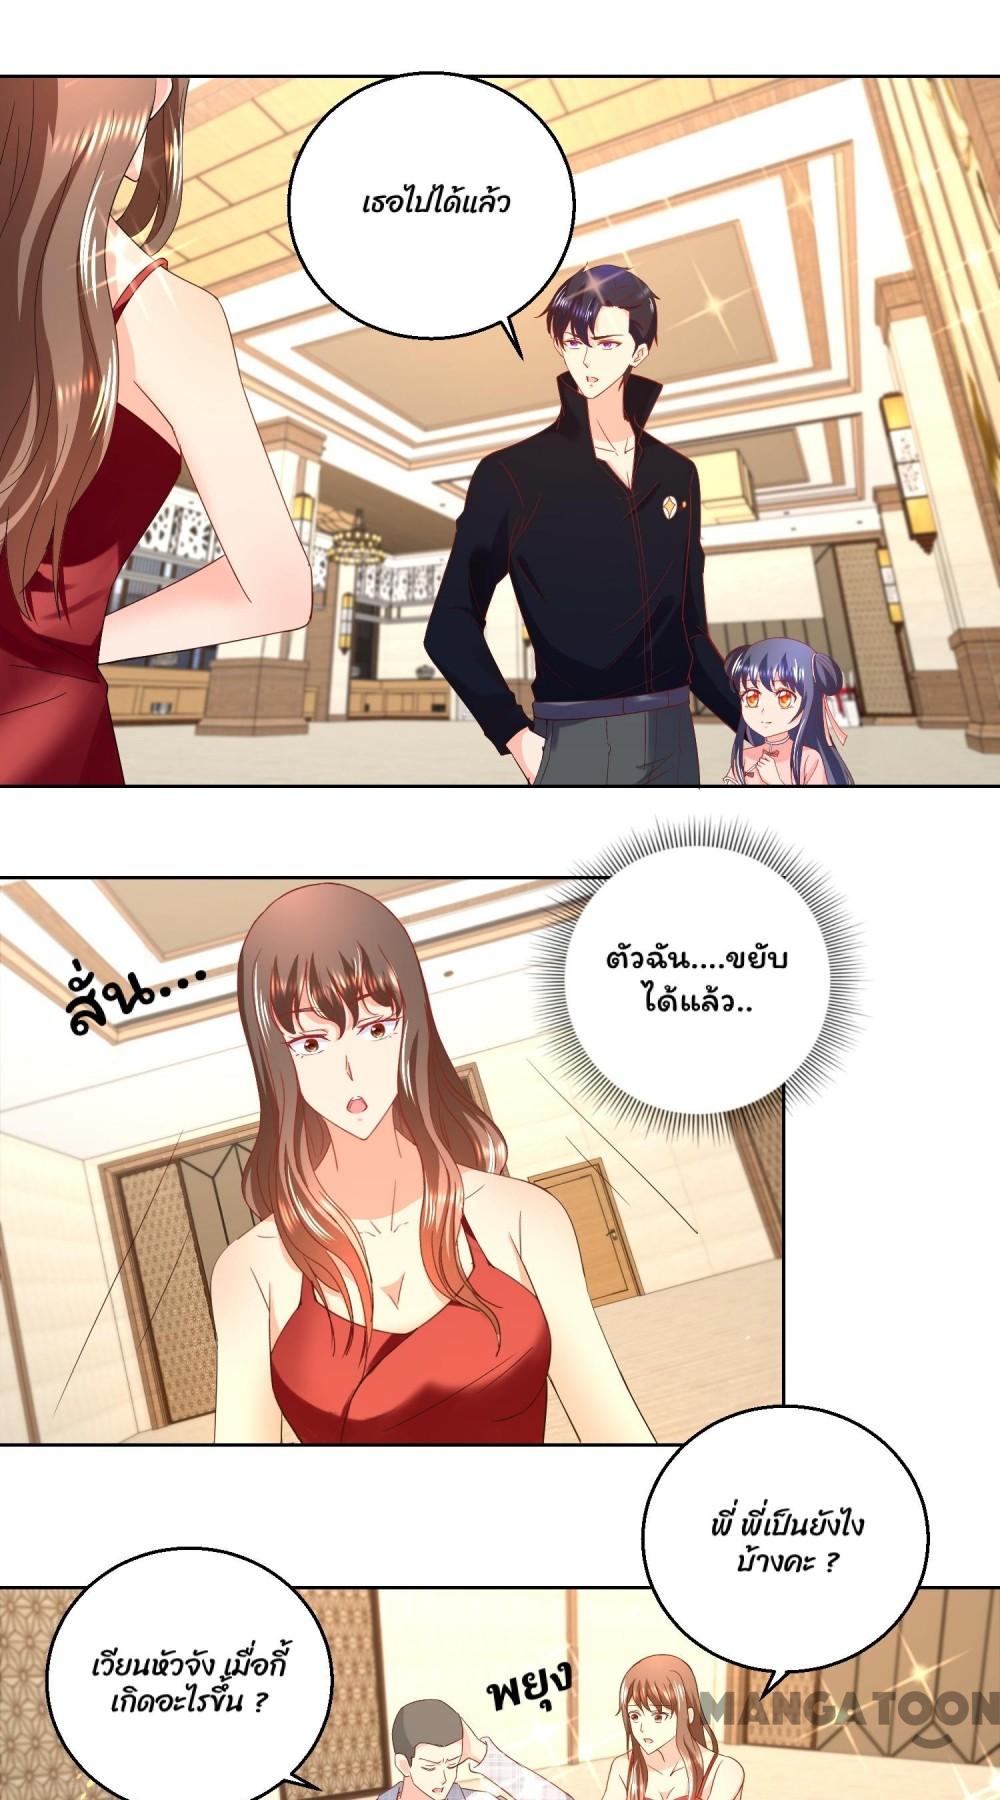 เธอไปได้แล้ว
สั่น...
ตัวฉัน....ขยับ
ได้แล้ว..
พี่ พี่เป็นยังไง
บ้างคะ ?
เวียนหัวจัง เมื่อกี้
เกิดอะไรขึ้น ?
พยุง
MANGATOON